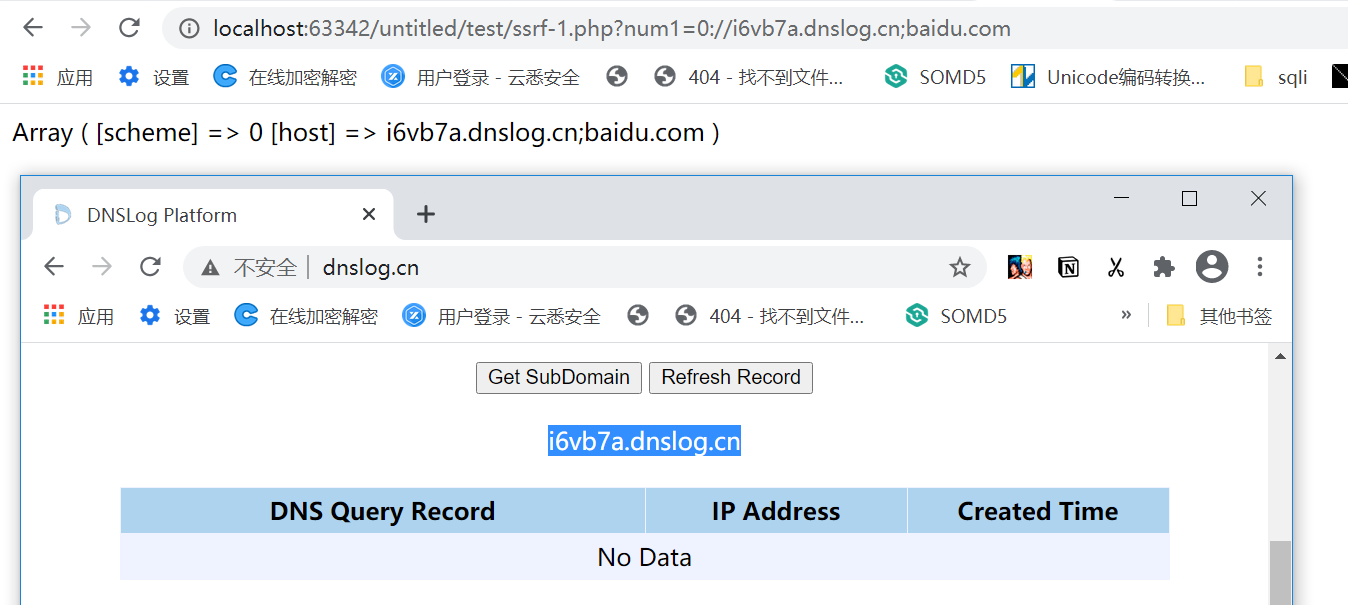 localhost:63342/untitled/test/ssrf-1.php?num1=0://i6vb7a.dnslog.cn;baidu.com
应用 设置 在线加密解密 用户登录 - 云悉安全 404 - 找不到文件... SOMD5 Unicode编码转换... sqli
Array ( [scheme] => 0 [host] => i6vb7a.dnslog.cn;baidu.com )
DNSLog Platform
不安全 dnslog.cn
应用 设置 在线加密解密 用户登录 - 云悉安全 404 - 找不到文件... SOMD5 » 其他书签
Get SubDomain Refresh Record
i6vb7a.dnslog.cn
DNS Query Record IP Address Created Time
No Data